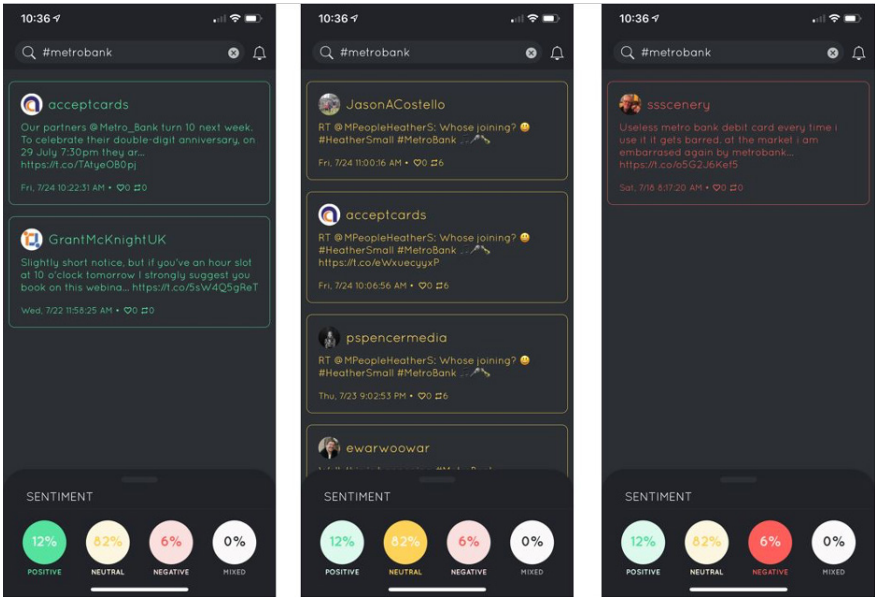 10:36
#metrobank
acceptcards
Our partners @Metro_Bank turn 10 next week.
To celebrate their double-digit anniversary, on
29 July 7:30pm they ar...
https://t.co/TAtyeO80pj
Fri, 7/24 10:22:31 AM • 0 0
GrantMcKnightUK
Slightly short notice, but if you've an hour slot
at 10 o'clock tomorrow I strongly suggest you
book on this webina... https://t.co/5sW4Q5gReT
Wed, 7/22 11:58:25 AM • 0 0
SENTIMENT
12% 82% 6% 0%
POSITIVE NEUTRAL NEGATIVE MIXED
10:36
#metrobank
JasonACostello
RT @MPeopleHeatherS: Whose joining? 😃
#HeatherSmall #MetroBank
Fri, 7/24 11:00:16 AM • 0 6
acceptcards
RT @MPeopleHeatherS: Whose joining? 😃
#HeatherSmall #MetroBank
https://t.co/eWxuecyyxP
Fri, 7/24 10:06:56 AM • 0 6
pspencermedia
RT @MPeopleHeatherS: Whose joining? 😃
#HeatherSmall #MetroBank
Thu, 7/23 9:02:53 PM • 0 6
ewarwoowar
SENTIMENT
12% 82% 6% 0%
POSITIVE NEUTRAL NEGATIVE MIXED
10:36
#metrobank
ssscenery
Useless metro bank debit card every time i
use it it gets barred. at the market i am
embarrased again by metrobank...
https://t.co/o5G2J6Kef5
Sat, 7/18 8:17:20 AM • 0 0
SENTIMENT
12% 82% 6% 0%
POSITIVE NEUTRAL NEGATIVE MIXED